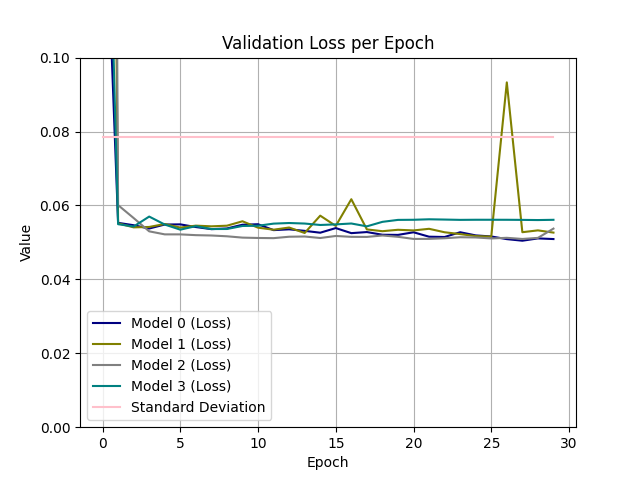 Validation Loss per Epoch
0.10
0.08
0.06
0.04
0.02
0.00
Value
Model 0 (Loss)
Model 1 (Loss)
Model 2 (Loss)
Model 3 (Loss)
Standard Deviation
0 5 10 15 20 25 30
Epoch